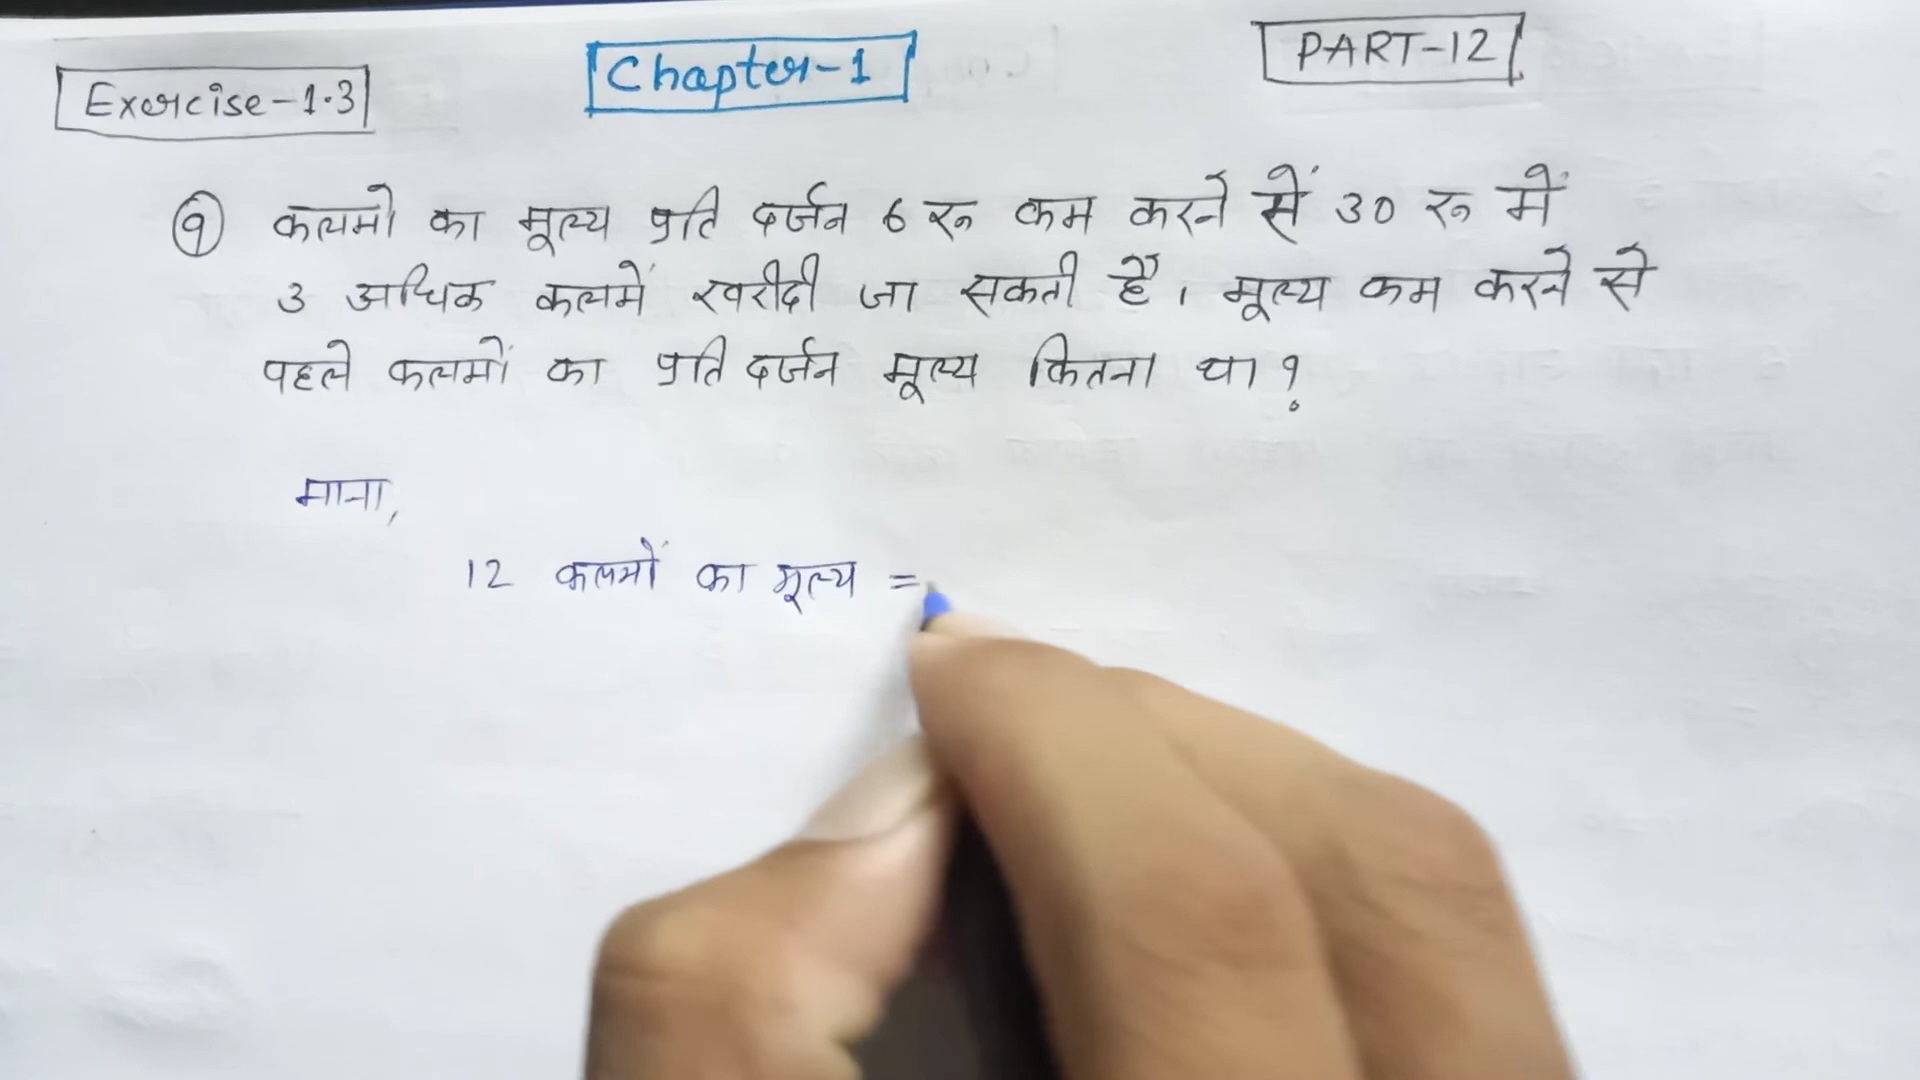 Exercise-1.3
Chapter-1
PART-12
९ कलमो का मूल्य प्रति दर्जन 6 रू कम करने सें 30 रू में
3 अधिक कलमें खरीदी जा सकती हैं। मूल्य कम करने से
पहले कलमों का प्रति दर्जन मूल्य कितना था?
माना,
12 कलमों का मूल्य =